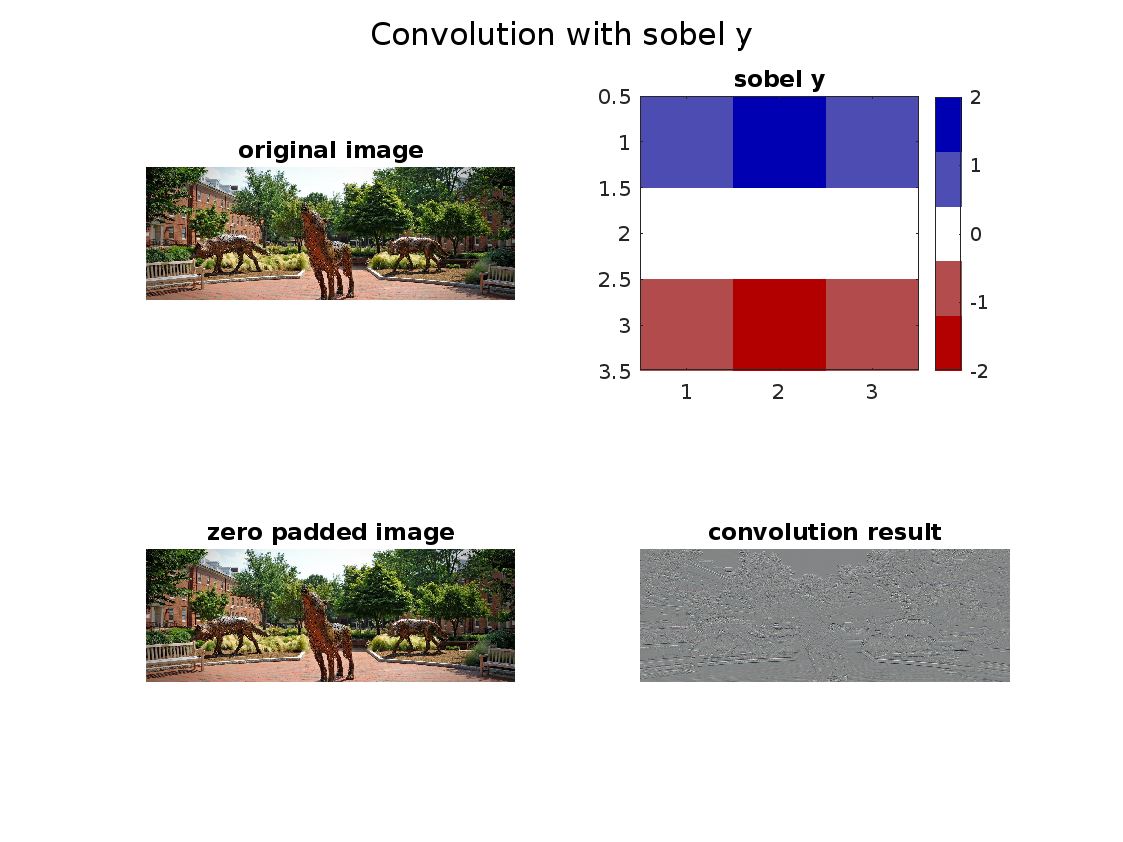 Convolution with sobel y
original image
sobel y
0.5
1
1.5
2
2.5
3
3.5
1 2 3
2
1
0
-1
-2
zero padded image
convolution result